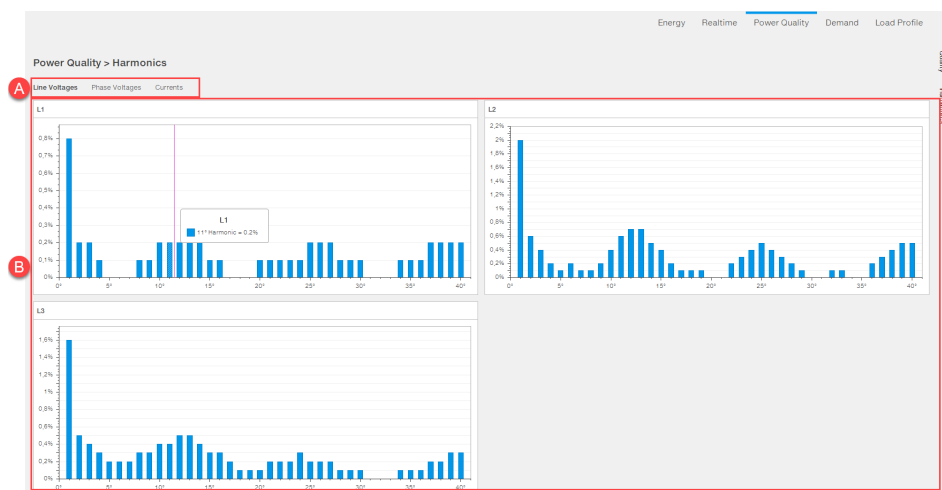 Energy Realtime Power Quality Demand Load Profile
Power Quality > Harmonics
A
Line Voltages Phase Voltages Currents
L1
0,8%
0,7%
0,6%
0,5%
0,4%
0,3%
0,2%
0,1%
0%
0° 5° 10° 15° 20° 25° 30° 35° 40°
L1
11° Harmonic = 0.2%
L2
2,2%
2%
1,8%
1,6%
1,4%
1,2%
1%
0,8%
0,6%
0,4%
0,2%
0%
0° 5° 10° 15° 20° 25° 30° 35° 40°
B
L3
1,6%
1,4%
1,2%
1%
0,8%
0,6%
0,4%
0,2%
0%
0° 5° 10° 15° 20° 25° 30° 35° 40°